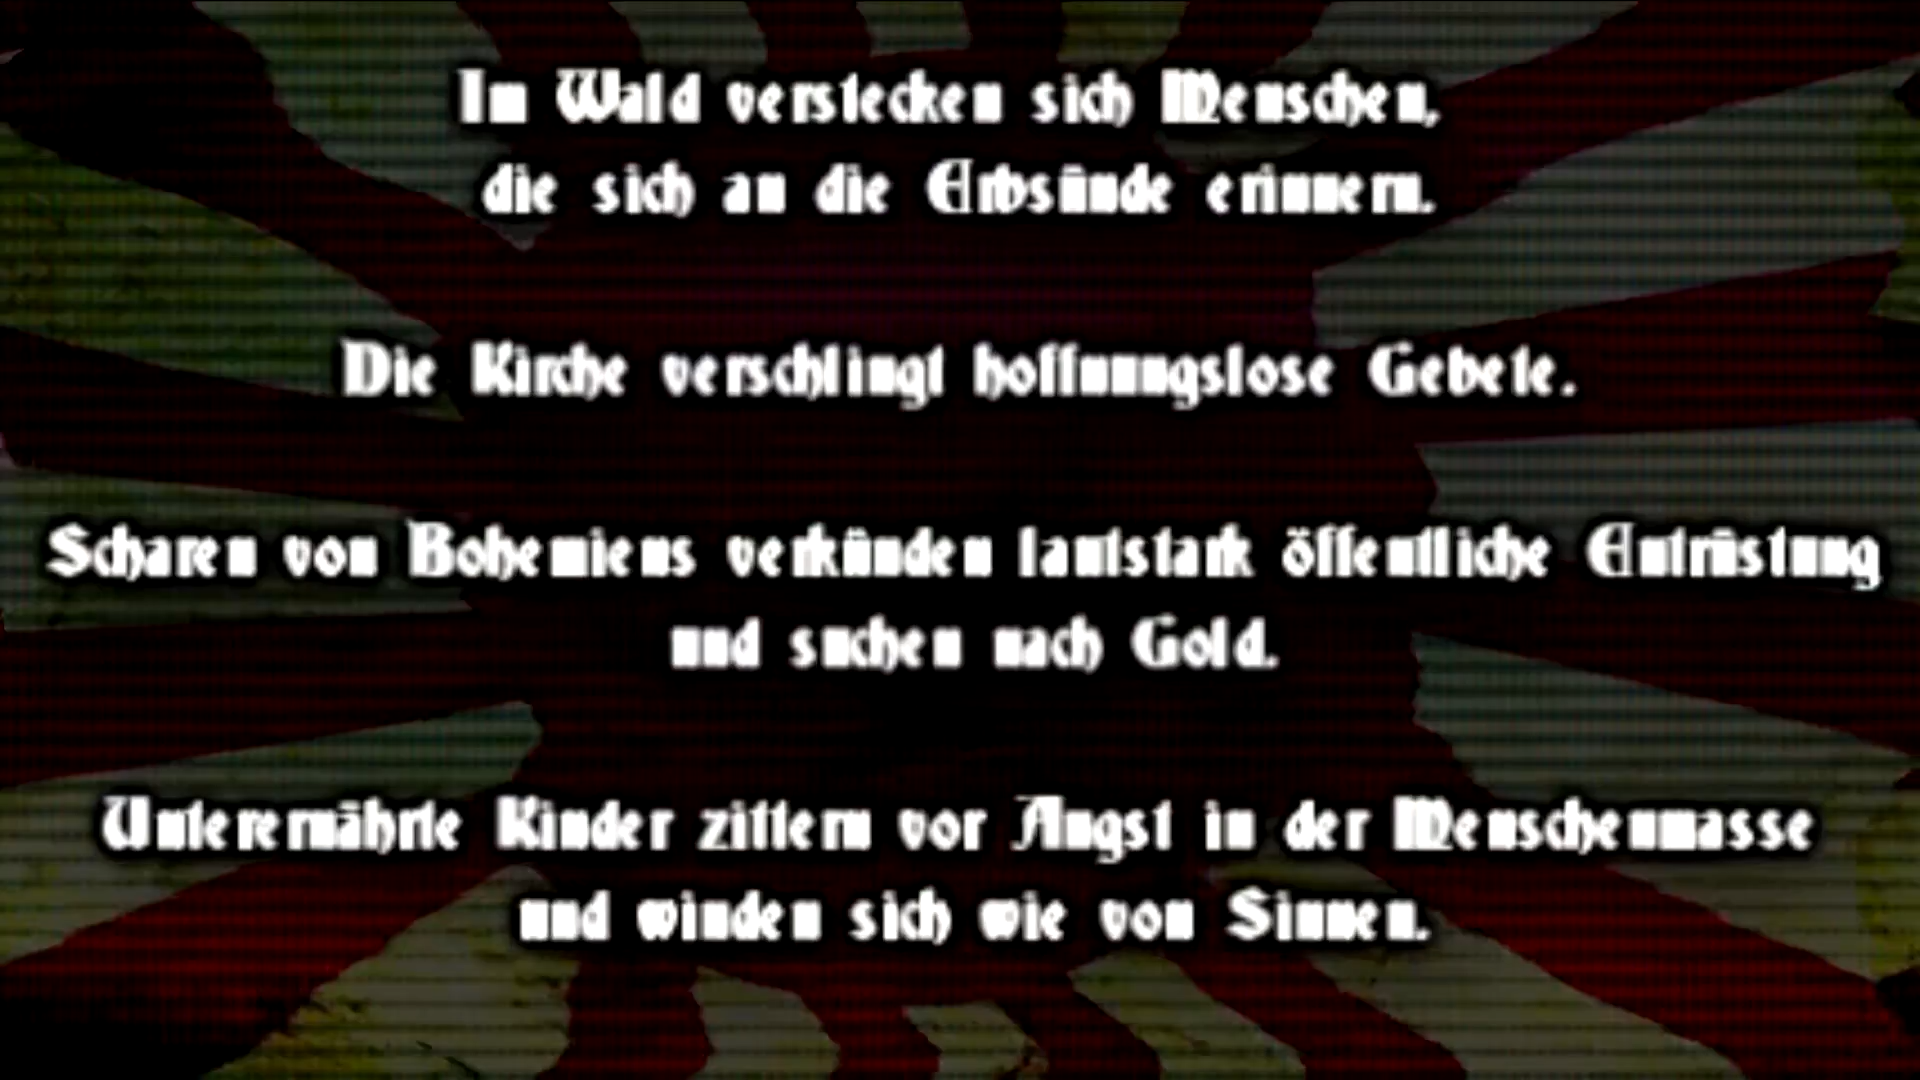 Im Wald verstecken sich Menschen,
die sich an die Erbsünde erinnern.
Die Kirche verschlingt hoffnungslose Gebete.
Scharen von Bohemiens verkünden lautstark öffentliche Entrüstung
und suchen nach Gold.
Unterernährte Kinder zittern vor Angst in der Menschenmasse
und winden sich wie von Sinnen.